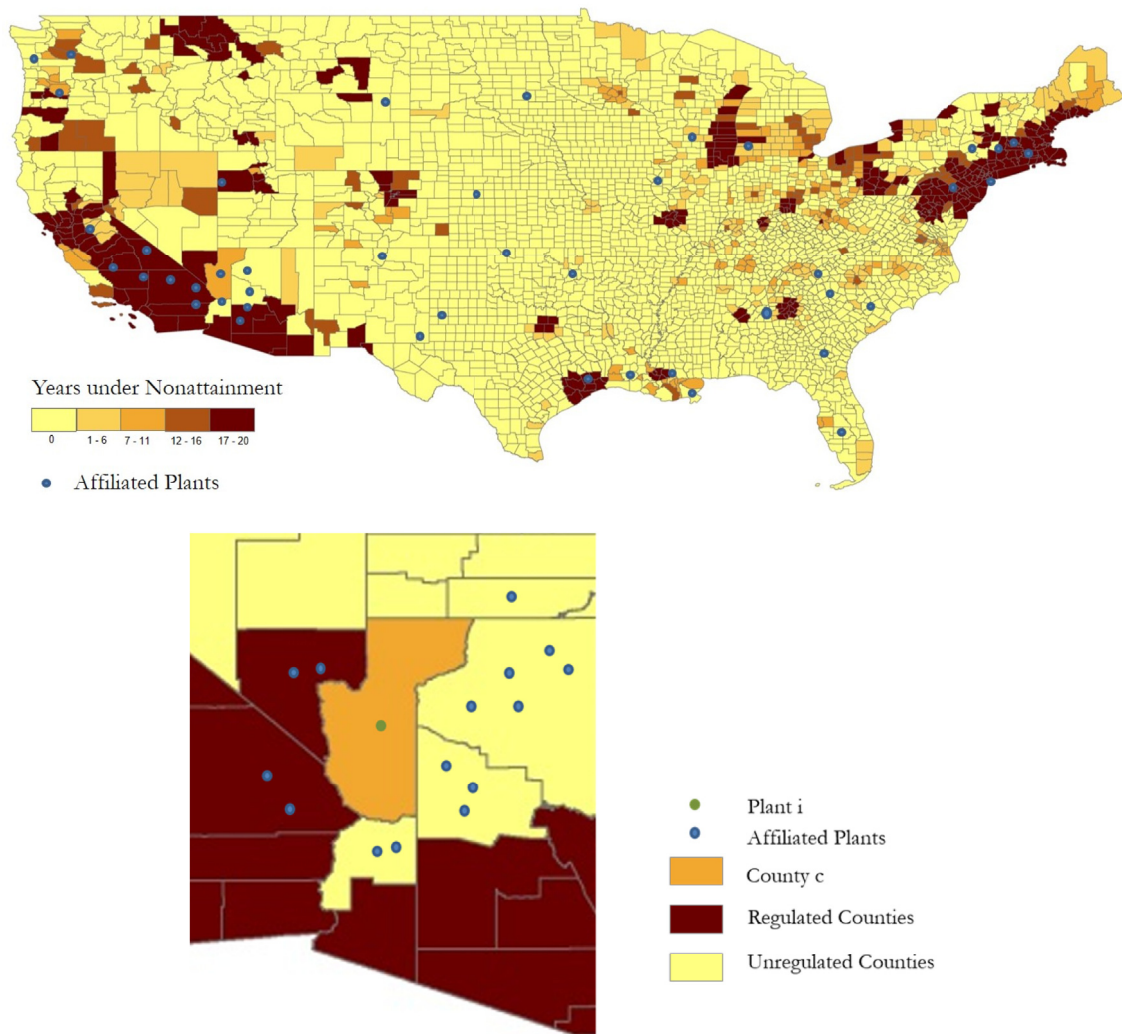 Years under Nonattainment
0 1 - 6 7 - 11 12 - 16 17 - 20
Affiliated Plants
Plant i
Affiliated Plants
County c
Regulated Counties
Unregulated Counties